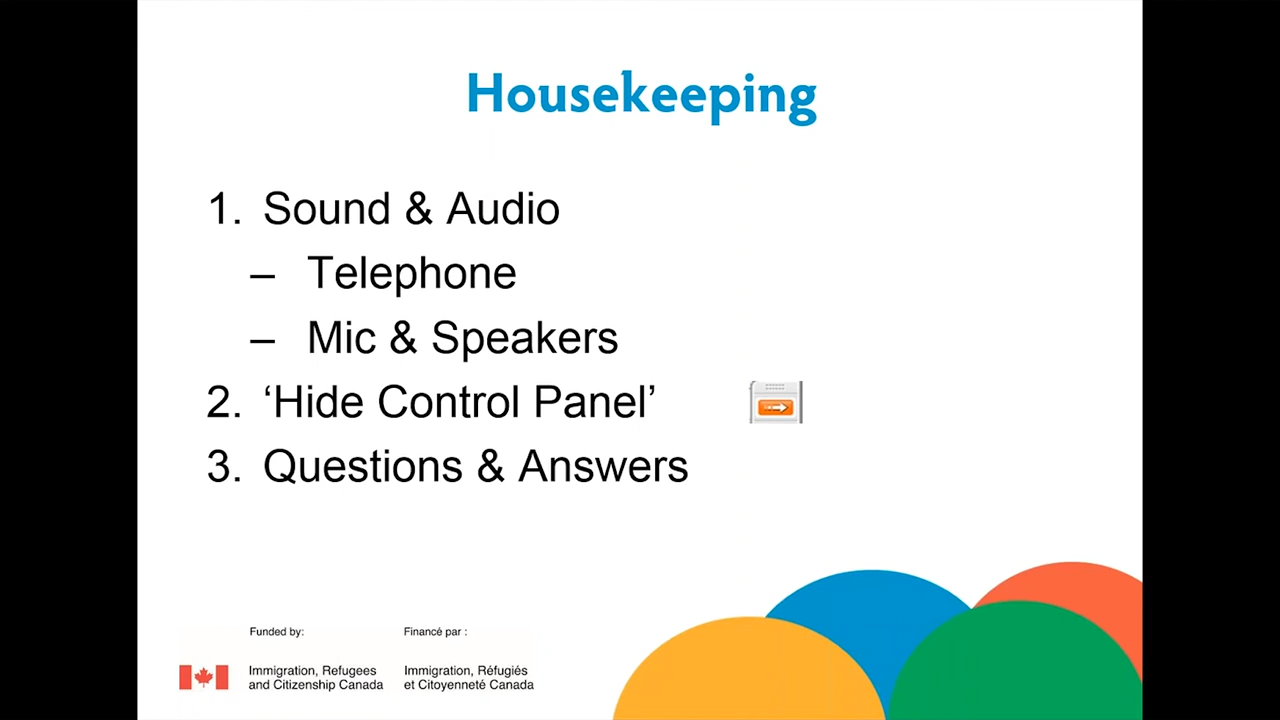 Housekeeping
1. Sound & Audio
– Telephone
– Mic & Speakers
2. ‘Hide Control Panel’
3. Questions & Answers
Funded by:
Financé par :
Immigration, Refugees
and Citizenship Canada
Immigration, Réfugiés
et Citoyenneté Canada